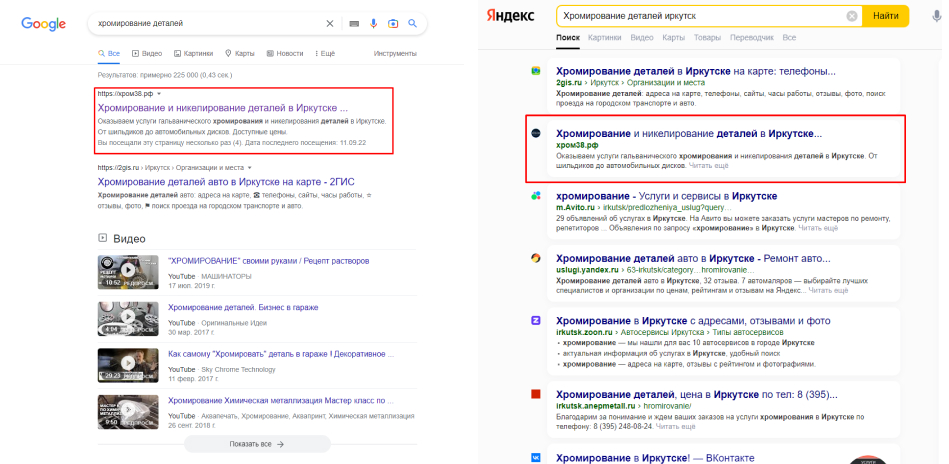 Google
хромирование деталей
Все Видео Картинки Карты Новости Ещё Инструменты
Результатов: примерно 225 000 (0,43 сек.)
https://хром38.рф
Хромирование и никелирование деталей в Иркутске ...
Оказываем услуги гальванического хромирования и никелирования деталей в Иркутске.
От шильдиков до автомобильных дисков. Доступные цены.
Вы посещали эту страницу несколько раз (4). Дата последнего посещения: 11.09.22
https://2gis.ru › Иркутск › Организации и места
Хромирование деталей авто в Иркутске на карте - 2ГИС
Хромирование деталей авто: адреса на карте, ☎ телефоны, сайты, часы работы, ☆
отзывы, фото, поиск проезда на городском транспорте и авто.
Видео
"ХРОМИРОВАНИЕ" своими руками / Рецепт растворов
YouTube · МАШИНАТОРЫ
17 июл. 2019 г.
10:52
Хромирование деталей. Бизнес в гараже
YouTube · Оригинальные Идеи
30 мар. 2017 г.
4:04
Как самому "Хромировать" деталь в гараже I Декоративное ...
YouTube · Sky Chrome Technology
11 февр. 2017 г.
29:23
Хромирование Химическая металлизация Мастер класс по ...
YouTube · Аквапечать, Хромирование, Аквапринт, Химическая металлизация
26 сент. 2018 г.
9:50
Показать все →
Яндекс
Хромирование деталей иркутск
Найти
Поиск Картинки Видео Карты Товары Переводчик Все
Хромирование деталей в Иркутске на карте: телефоны...
2gis.ru › Иркутск › Организации и места
Хромирование деталей: адреса на карте, телефоны, сайты, часы работы, отзывы, фото, поиск
проезда на городском транспорте и авто.
Хромирование и никелирование деталей в Иркутске...
хром38.рф
Оказываем услуги гальванического хромирования и никелирования деталей в Иркутске. От
шильдиков до автомобильных дисков. Читать ещё
хромирование - Услуги и сервисы в Иркутске
m.Avito.ru › irkutsk/predlozheniya_uslug?query...
29 объявлений об услугах в Иркутске. На Авито вы можете заказать услуги мастеров по ремонту,
репетиторов ... Объявления по запросу «хромирование» в Иркутске. Читать ещё
Хромирование деталей авто в Иркутске - Ремонт авто...
uslugi.yandex.ru › 63-irkutsk/category...hromirovanie...
Хромирование деталей авто в Иркутске, 32 отзыва. 7 автомаляров — выбирайте лучших
специалистов и организации по ценам, рейтингам и отзывам на Яндекс... Читать ещё
Хромирование в Иркутске с адресами, отзывами и фото
irkutsk.zoon.ru › Автосервисы Иркутска › Типы автосервисов
• хромирование — мы нашли для вас 10 автосервисов в городе Иркутске
• актуальная информация об услугах в Иркутске, удобный поиск
• хромирование — адреса на карте, отзывы с рейтингом и фотографиями.
Хромирование деталей, цена в Иркутске по тел: 8 (395)...
irkutsk.anepmetall.ru › hromirovanie/
Благодарим за понимание и ждем ваших заказов на услуги хромирования в Иркутске по
телефону: 8 (395) 248-08-24. Читать ещё
Хромирование в Иркутске! — ВКонтакте